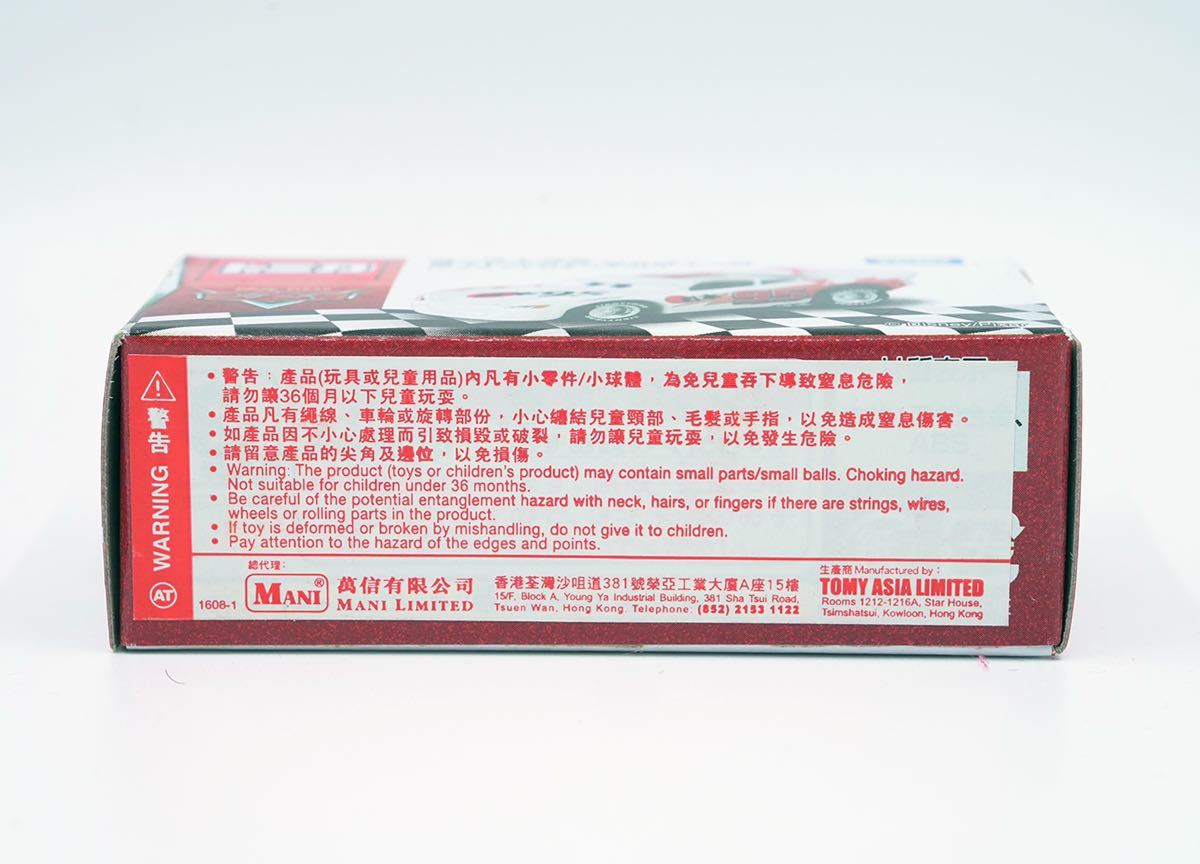 95
警告 WARNING AT
• 警告：產品(玩具或兒童用品)內凡有小零件/小球體，為免兒童吞下導致窒息危險，
請勿讓36個月以下兒童玩耍。
• 產品凡有繩線、車輪或旋轉部份，小心纏結兒童頸部、毛髮或手指，以免造成窒息傷害。
• 如產品因不小心處理而引致損毀或破裂，請勿讓兒童玩耍，以免發生危險。
• 請留意產品的尖角及邊位，以免損傷。
• Warning: The product (toys or children's product) may contain small parts/small balls. Choking hazard.
Not suitable for children under 36 months.
• Be careful of the potential entanglement hazard with neck, hairs, or fingers if there are strings, wires,
wheels or rolling parts in the product.
• If toy is deformed or broken by mishandling, do not give it to children.
• Pay attention to the hazard of the edges and points.
1608-1
總代理：
MANI®
萬信有限公司
MANI LIMITED
香港荃灣沙咀道381號榮亞工業大廈A座15樓
15/F, Block A, Young Ya Industrial Building, 381 Sha Tsui Road,
Tsuen Wan, Hong Kong. Telephone: (852) 2153 1122
生產商 Manufactured by：
TOMY ASIA LIMITED
Rooms 1212-1216A, Star House,
Tsimshatsui, Kowloon, Hong Kong